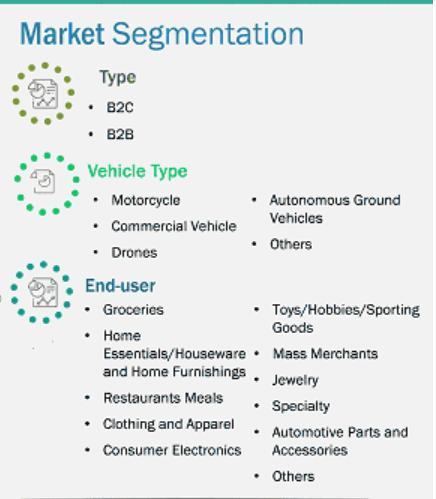 Market Segmentation
Type
B2C
B2B
Vehicle Type
Motorcycle
Commercial Vehicle
Drones
Autonomous Ground
Vehicles
Others
End-user
Groceries
Home
Essentials/Houseware
and Home Furnishings
Restaurants Meals
Clothing and Apparel
Consumer Electronics
Toys/Hobbies/Sporting
Goods
Mass Merchants
Jewelry
Specialty
Automotive Parts and
Accessories
Others